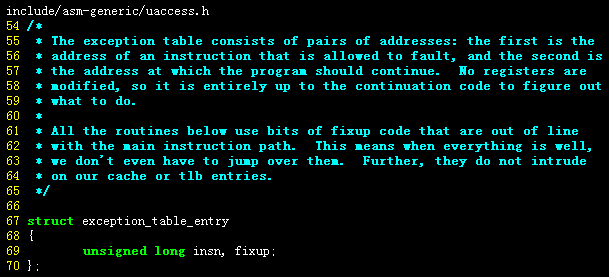 include/asm-generic/uaccess.h
54 /*
55  * The exception table consists of pairs of addresses: the first is the
56  * address of an instruction that is allowed to fault, and the second is
57  * the address at which the program should continue.  No registers are
58  * modified, so it is entirely up to the continuation code to figure out
59  * what to do.
60  *
61  * All the routines below use bits of fixup code that are out of line
62  * with the main instruction path.  This means when everything is well,
63  * we don't even have to jump over them.  Further, they do not intrude
64  * on our cache or tlb entries.
65  */
66
67 struct exception_table_entry
68 {
69         unsigned long insn, fixup;
70 };